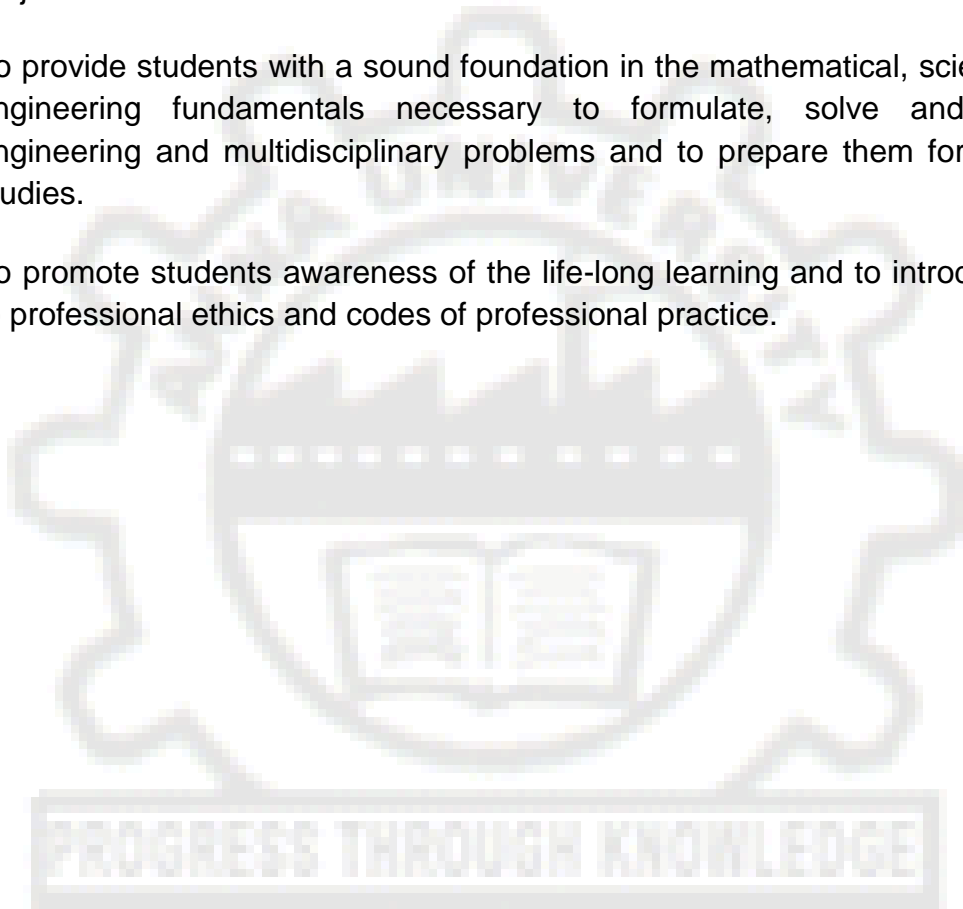 o provide students with a sound foundation in the mathematical, scie
ngineering fundamentals necessary to formulate, solve and
ngineering and multidisciplinary problems and to prepare them for
tudies.
o promote students awareness of the life-long learning and to introd
professional ethics and codes of professional practice.
UNIVERSITY
PROGRESS THROUGH KNOWLEDGE